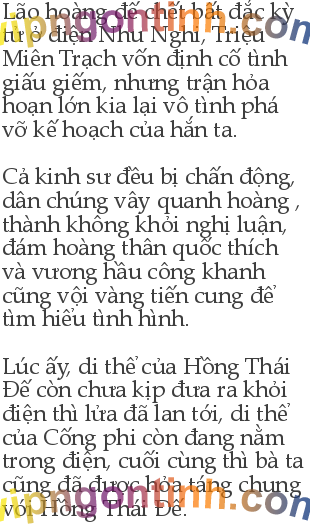 Lão hoàng đế chết bất đắc kỳ
tử ở điện Như Nghi, Triệu
Miên Trạch vốn định cố tình
giấu giếm, nhưng trận hỏa
hoạn lớn kia lại vô tình phá
vỡ kế hoạch của hắn ta.
Cả kinh sư đều bị chấn động,
dân chúng vây quanh hoàng ,
thành không khỏi nghị luận,
đám hoàng thân quốc thích
và vương hầu công khanh
cũng vội vàng tiến cung để
tìm hiểu tình hình.
Lúc ấy, di thể của Hồng Thái
Đế còn chưa kịp đưa ra khỏi
điện thì lửa đã lan tới, di thể
của Cống phi còn đang nằm
trong điện, cuối cùng thì bà ta
cũng đã được hỏa táng chung
với Hồng Thái Đế.
vipngontinh.com
vipngontinh.com